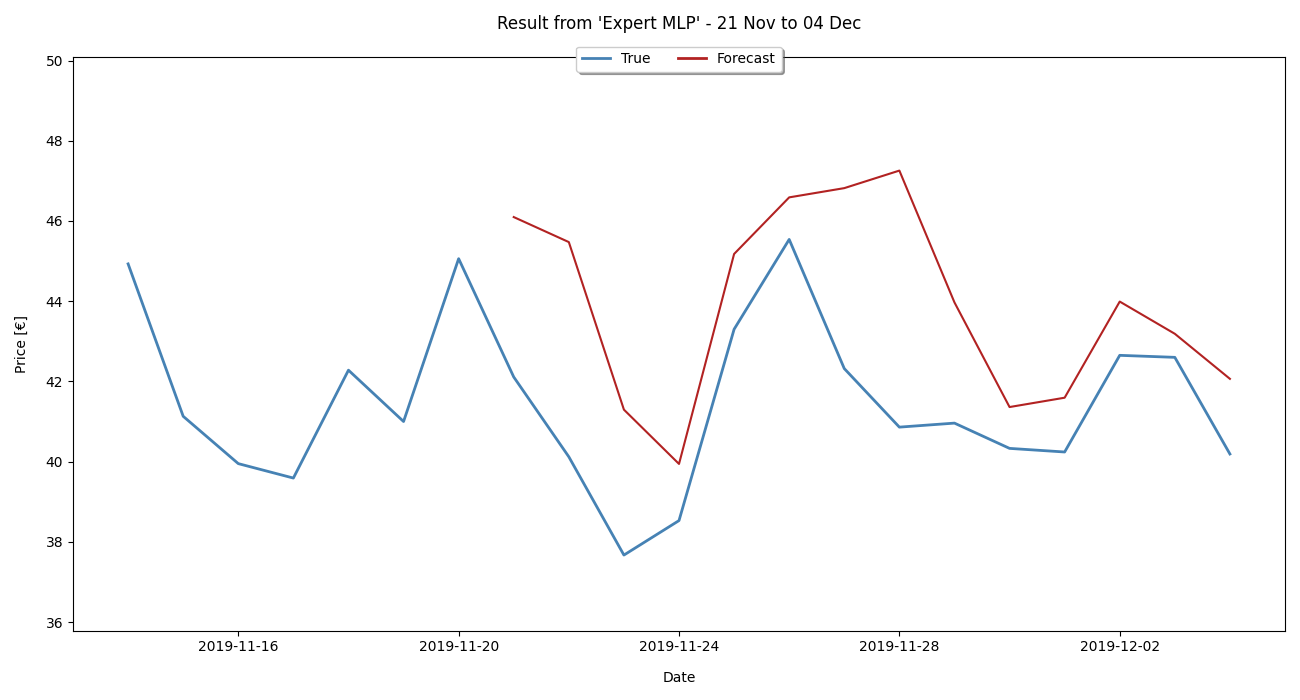 Result from 'Expert MLP' - 21 Nov to 04 Dec
True
Forecast
50
48
46
44
42
40
38
36
Price [€]
2019-11-16
2019-11-20
2019-11-24
2019-11-28
2019-12-02
Date